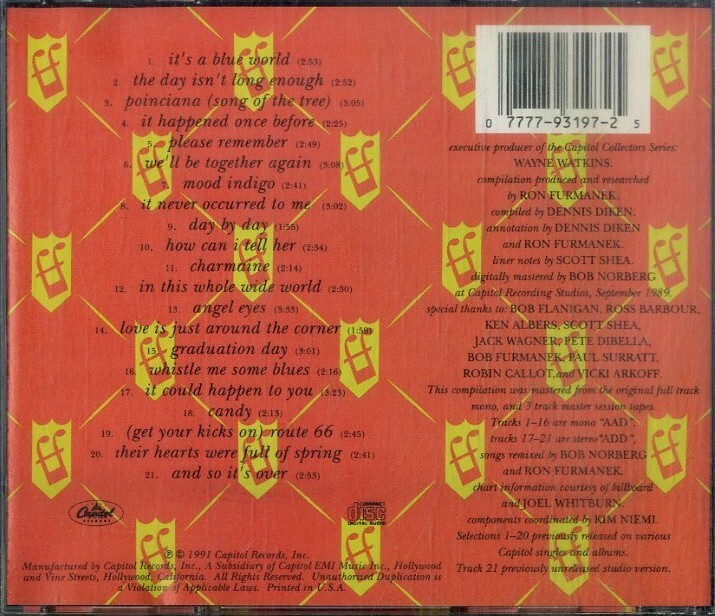 1. it's a blue world (2:53)
2. the day isn't long enough (2:52)
3. poinciana (song of the tree) (3:05)
4. it happened once before (2:25)
5. please remember (2:49)
6. we'll be together again (3:08)
7. mood indigo (2:41)
8. it never occurred to me (3:02)
9. day by day (1:55)
10. how can i tell her (2:34)
11. charmaine (2:14)
12. in this whole wide world (2:30)
13. angel eyes (3:33)
14. love is just around the corner (1:59)
15. graduation day (3:01)
16. whistle me some blues (2:16)
17. it could happen to you (3:23)
18. candy (2:13)
19. (get your kicks on) route 66 (2:45)
20. their hearts were full of spring (2:41)
21. and so it's over (2:53)
0 7777-93197-2 5
executive producer of the Capitol Collectors Series:
WAYNE WATKINS.
compilation produced and researched
by RON FURMANEK.
compiled by DENNIS DIKEN.
annotation by DENNIS DIKEN
and RON FURMANEK.
liner notes by SCOTT SHEA.
digitally mastered by BOB NORBERG
at Capitol Recording Studios, September 1989.
special thanks to: BOB FLANIGAN, ROSS BARBOUR,
KEN ALBERS, SCOTT SHEA,
JACK WAGNER, PETE DIBELLA,
BOB FURMANEK, PAUL SURRATT,
ROBIN CALLOT, and VICKI ARKOFF.
This compilation was mastered from the original full track
mono, and 3 track master session tapes.
Tracks 1-16 are mono "AAD",
tracks 17-21 are stereo "ADD",
songs remixed by BOB NORBERG
and RON FURMANEK.
chart information courtesy of billboard
and JOEL WHITBURN.
components coordinated by KIM NIEMI.
Selections 1-20 previously released on various
Capitol singles and albums.
Track 21 previously unreleased studio version.
Capitol
RECORDS
COMPACT
disc
DIGITAL AUDIO
℗ © 1991 Capitol Records, Inc.
Manufactured by Capitol Records, Inc., A Subsidiary of Capitol EMI Music Inc., Hollywood
and Vine Streets, Hollywood, California. All Rights Reserved. Unauthorized Duplication is
a Violation of Applicable Laws. Printed in U.S.A.